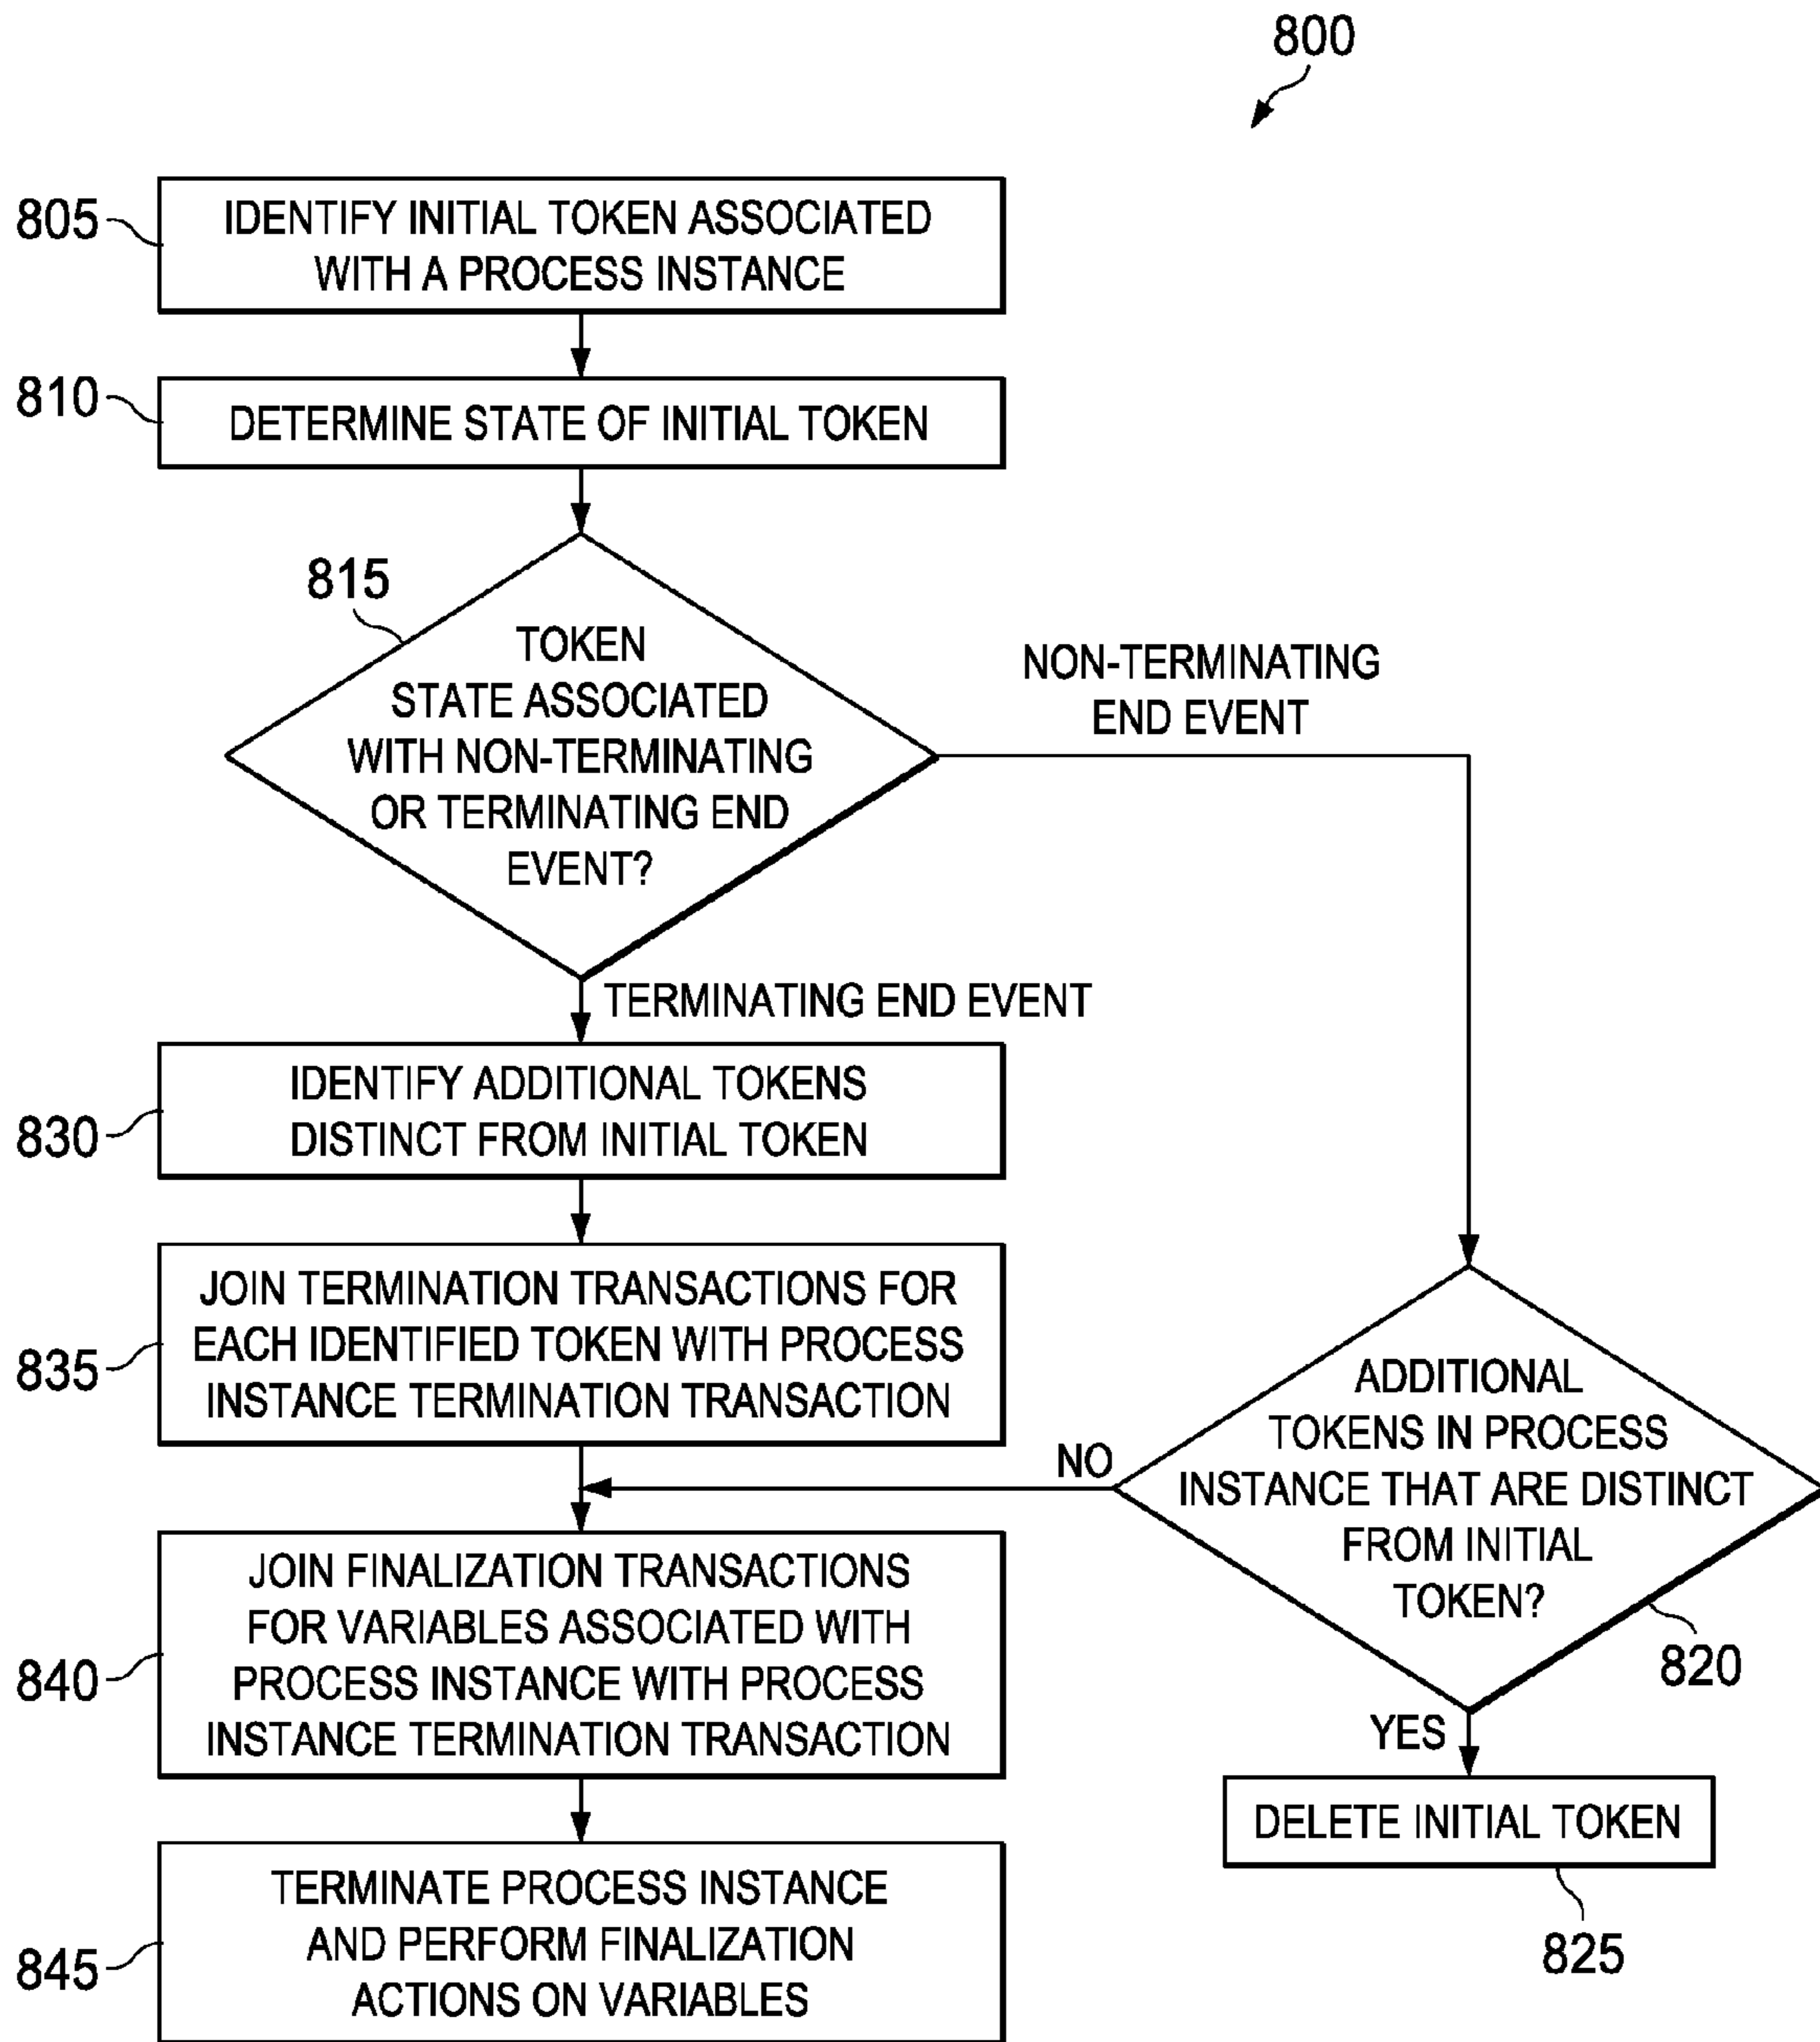 800
805
IDENTIFY INITIAL TOKEN ASSOCIATED
WITH A PROCESS INSTANCE
810
DETERMINE STATE OF INITIAL TOKEN
815
TOKEN
STATE ASSOCIATED
WITH NON-TERMINATING
OR TERMINATING END
EVENT?
NON-TERMINATING
END EVENT
TERMINATING END EVENT
830
IDENTIFY ADDITIONAL TOKENS
DISTINCT FROM INITIAL TOKEN
835
JOIN TERMINATION TRANSACTIONS FOR
EACH IDENTIFIED TOKEN WITH PROCESS
INSTANCE TERMINATION TRANSACTION
ADDITIONAL
TOKENS IN PROCESS
INSTANCE THAT ARE DISTINCT
FROM INITIAL
TOKEN?
820
NO
YES
840
JOIN FINALIZATION TRANSACTIONS
FOR VARIABLES ASSOCIATED WITH
PROCESS INSTANCE WITH PROCESS
INSTANCE TERMINATION TRANSACTION
DELETE INITIAL TOKEN
825
845
TERMINATE PROCESS INSTANCE
AND PERFORM FINALIZATION
ACTIONS ON VARIABLES